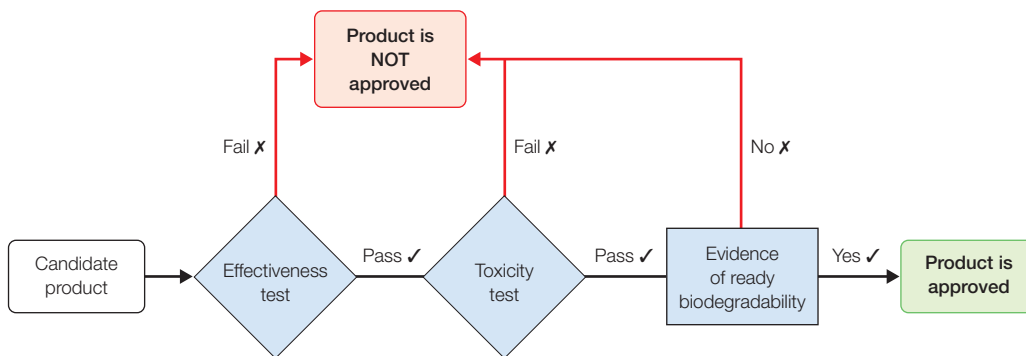 Product is
NOT
approved
Fail ✗
Fail ✗
No ✗
Candidate
product
Effectiveness
test
Pass ✓
Toxicity
test
Pass ✓
Evidence
of ready
biodegradability
Yes ✓
Product is
approved